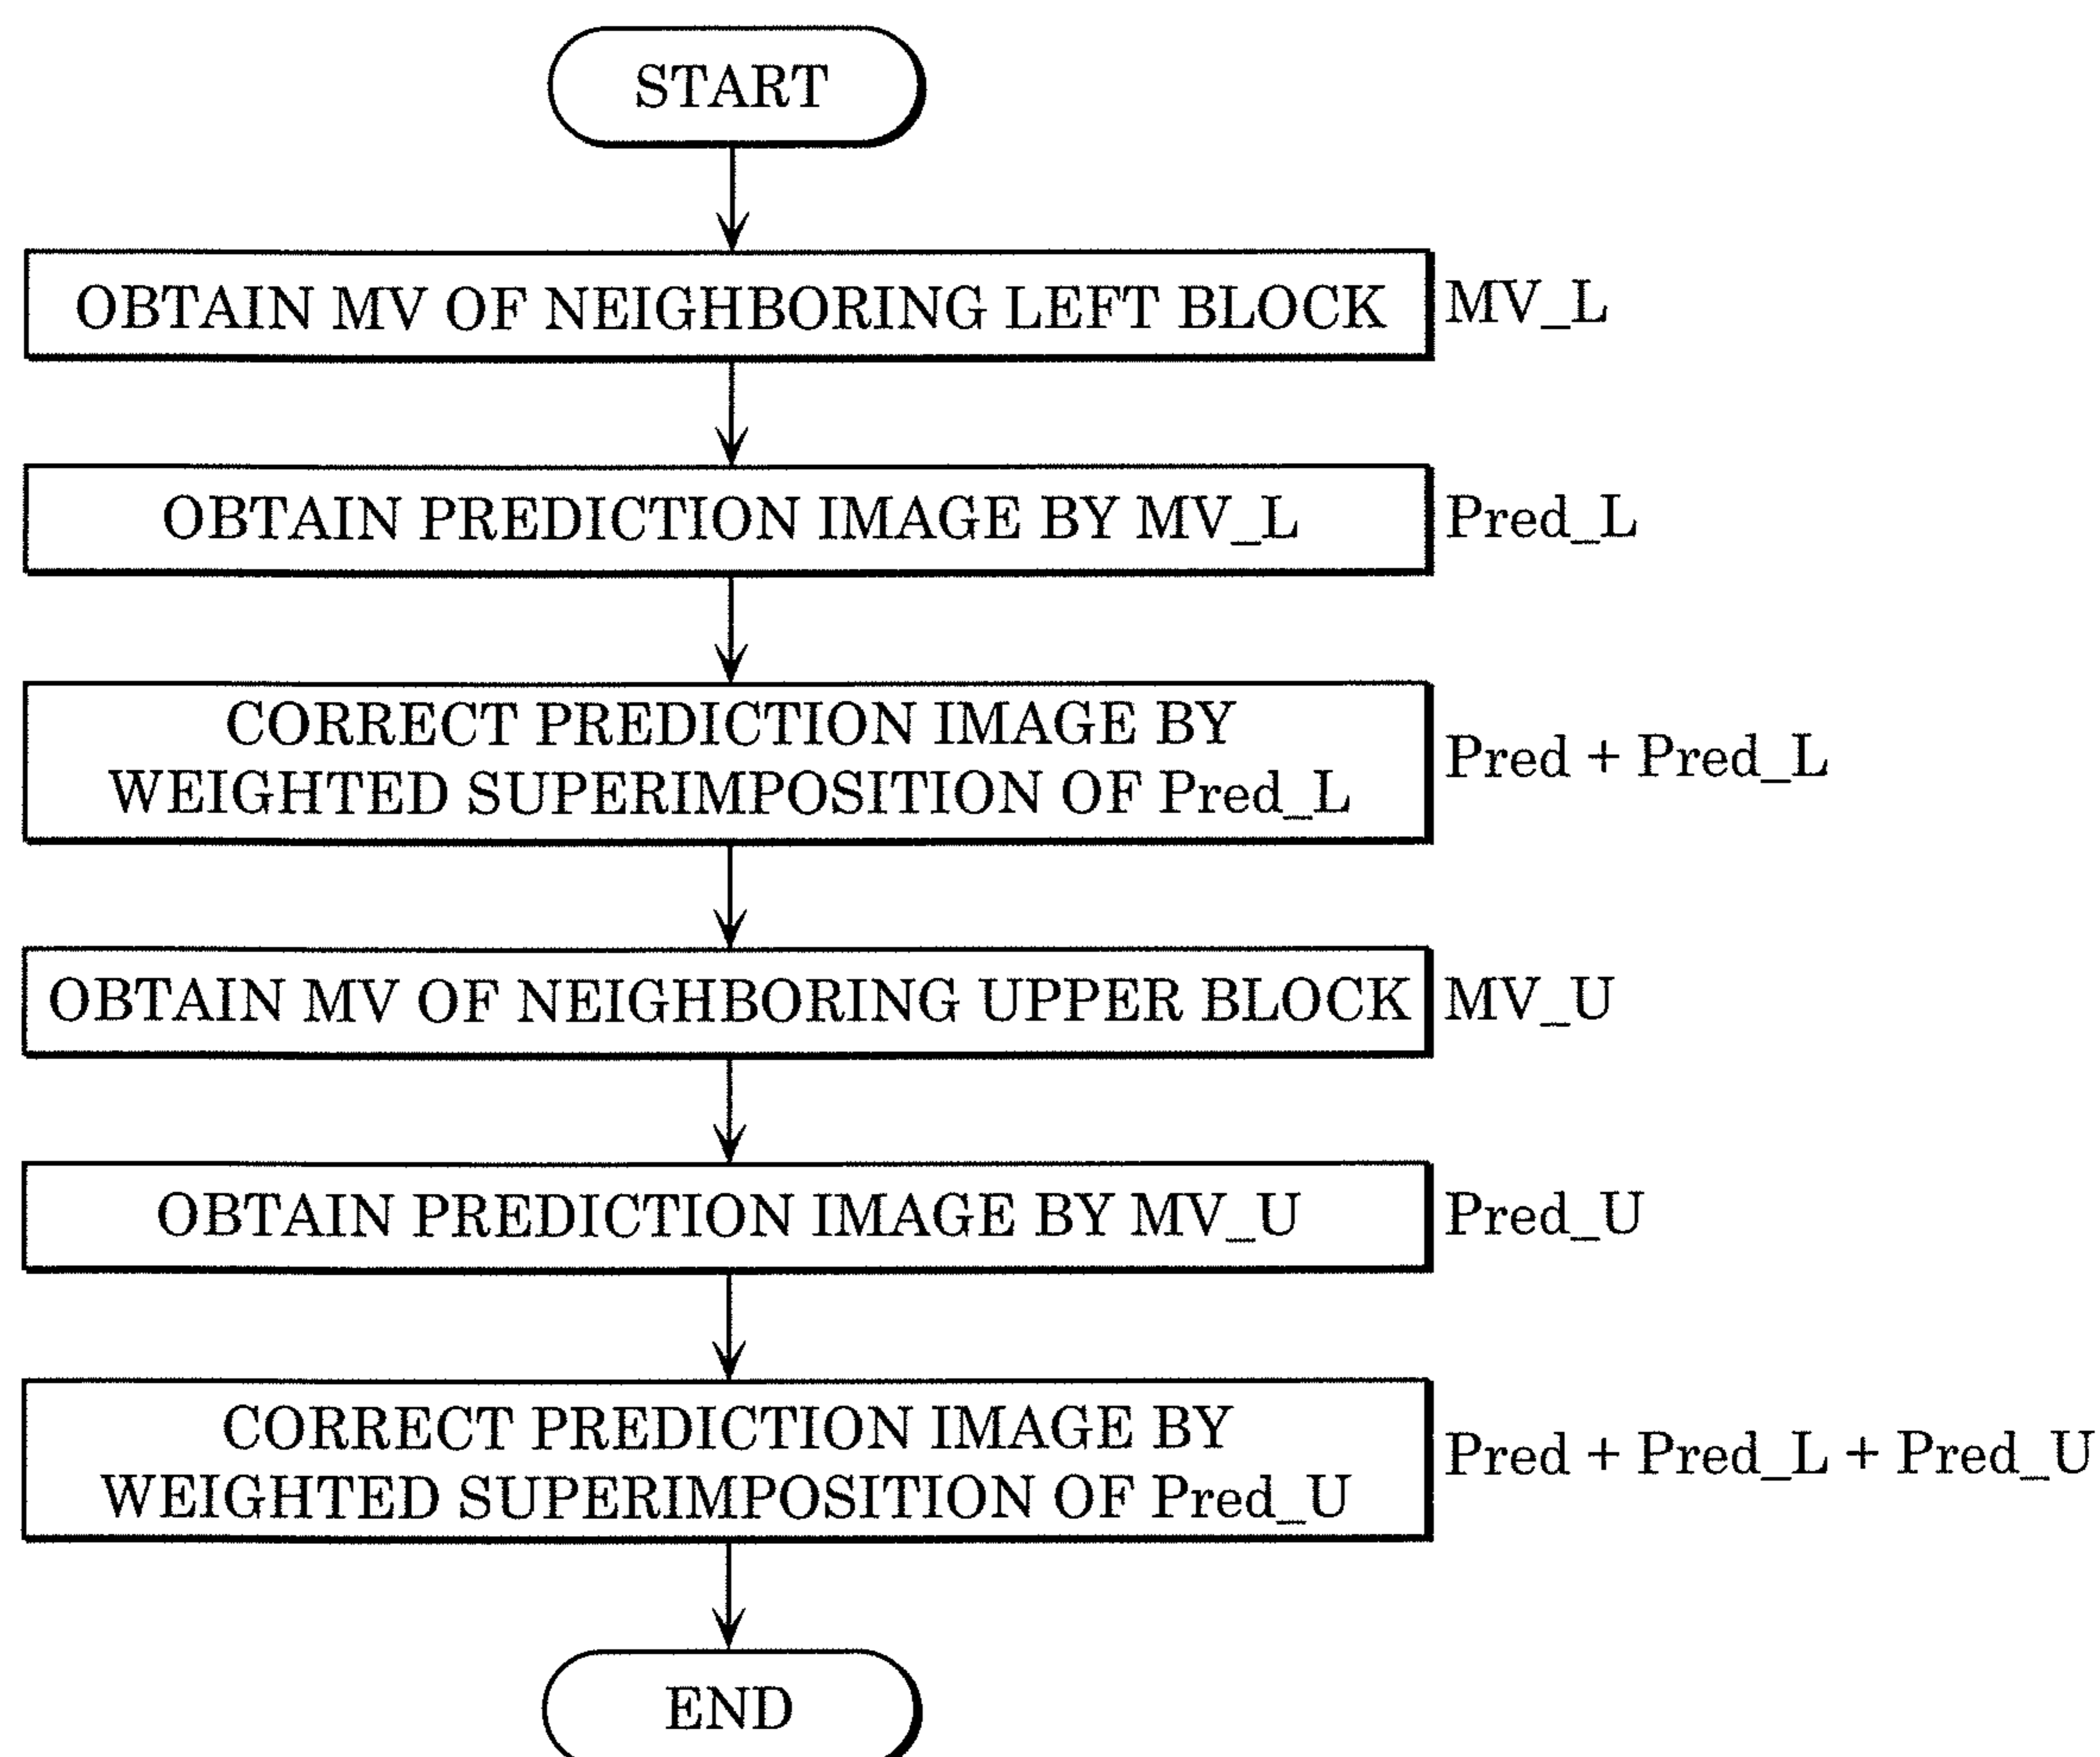 START
OBTAIN MV OF NEIGHBORING LEFT BLOCK MV_L
OBTAIN PREDICTION IMAGE BY MV_L Pred_L
CORRECT PREDICTION IMAGE BY
WEIGHTED SUPERIMPOSITION OF Pred_L
Pred + Pred_L
OBTAIN MV OF NEIGHBORING UPPER BLOCK MV_U
OBTAIN PREDICTION IMAGE BY MV_U Pred_U
CORRECT PREDICTION IMAGE BY
WEIGHTED SUPERIMPOSITION OF Pred_U
Pred + Pred_L + Pred_U
END